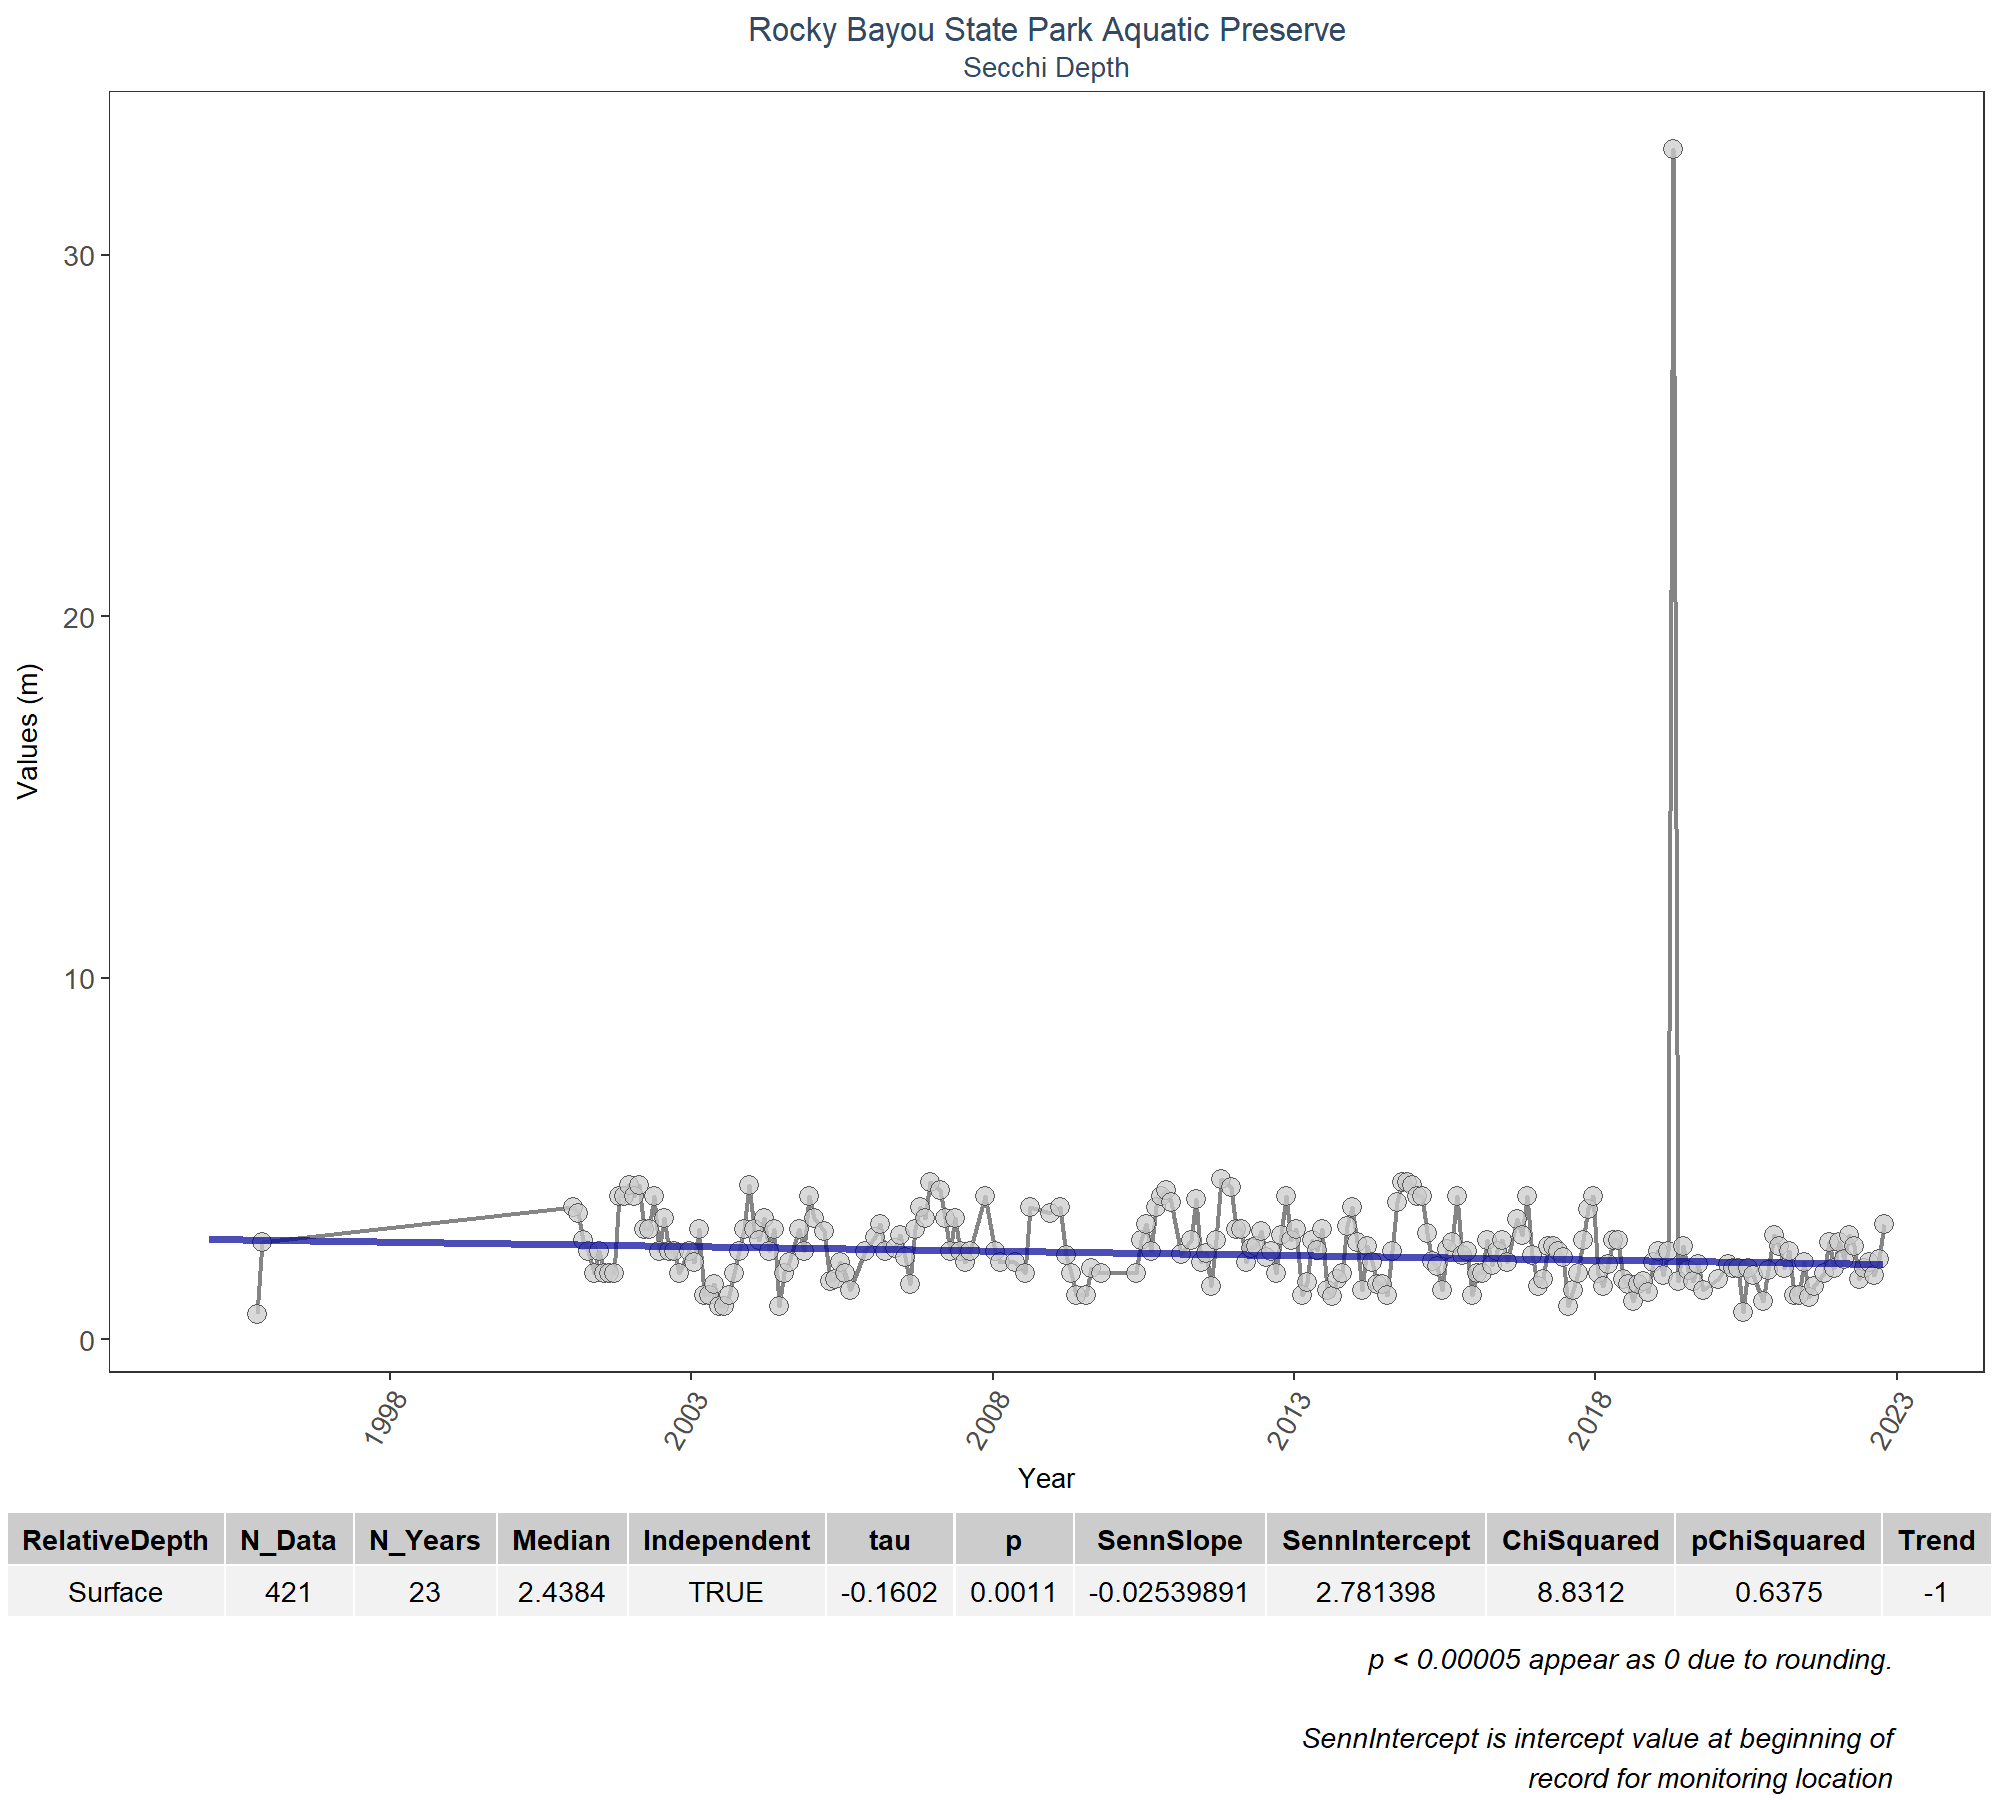 Rocky Bayou State Park Aquatic Preserve
Secchi Depth
Values (m)
30
20
10
0
1998 2003 2008 2013 2018 2023
Year
RelativeDepth N_Data N_Years Median Independent tau p SennSlope SennIntercept ChiSquared pChiSquared Trend
Surface 421 23 2.4384 TRUE -0.1602 0.0011 -0.02539891 2.781398 8.8312 0.6375 -1
p < 0.00005 appear as 0 due to rounding.
SennIntercept is intercept value at beginning of
record for monitoring location